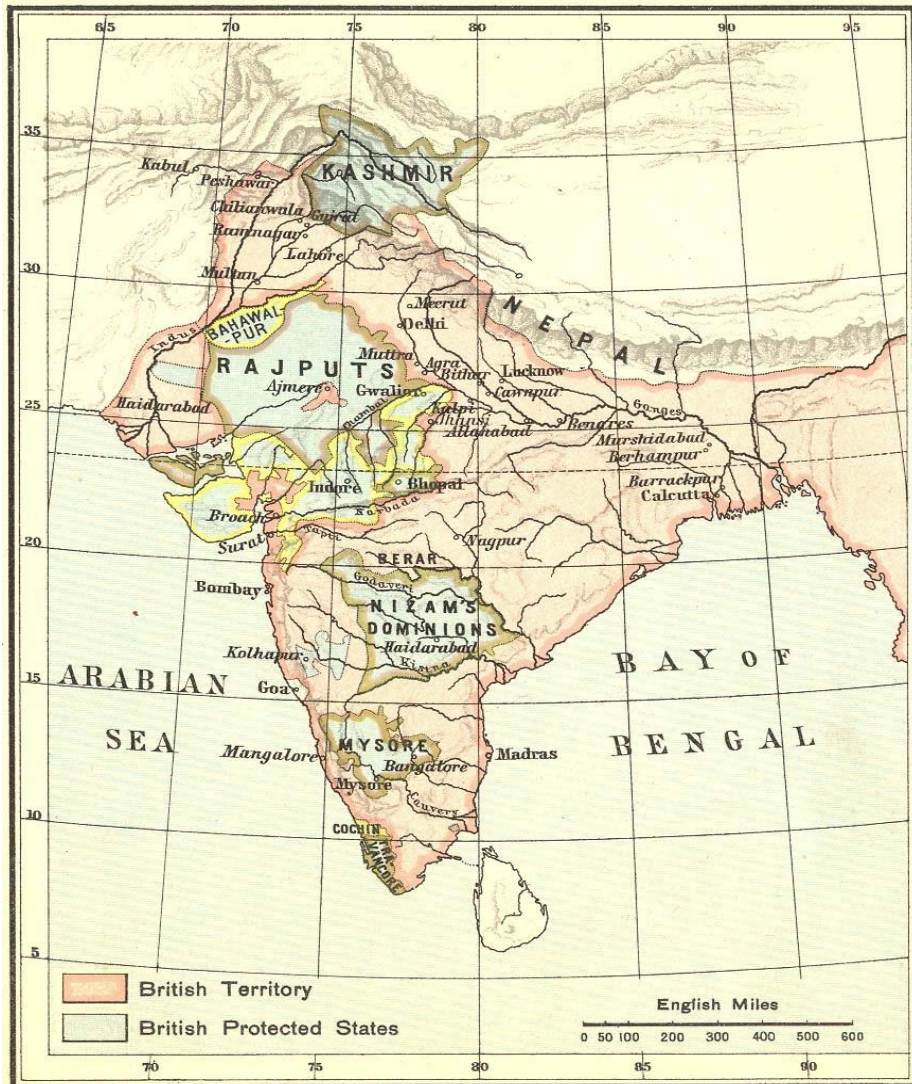 65 70 75 80 85 90 95
35
KASHMIR
Kabul
Peshawar
Chilianwala
Gujrat
Ramnagar
Lahore
30
Multan
NEPAL
Meerut
Delhi
Indus
BAHAWAL
-PUR
RAJPUTS
Muttra
Agra
Bithur
Lucknow
Ajmere
Gwalior
Cawnpur
Chambal
Kalpi
Jhansi
Ganges
25
Haidarabad
Allahabad
Benares
Murshidabad
Berhampur
Barrackpur
Calcutta
Indore
Bhopal
Narbada
Broach
Surat
Tapti
Nagpur
20
BERAR
Bombay
Godaveri
NIZAM'S
DOMINIONS
Haidarabad
Kistna
Kolhapur
BAY OF
BENGAL
15
ARABIAN
SEA
Goa
MYSORE
Mangalore
Bangalore
Madras
Mysore
Cauvery
10
COCHIN
TRA
VANCORE
5
British Territory
British Protected States
English Miles
0 50 100 200 300 400 500 600
70 75 80 85 90